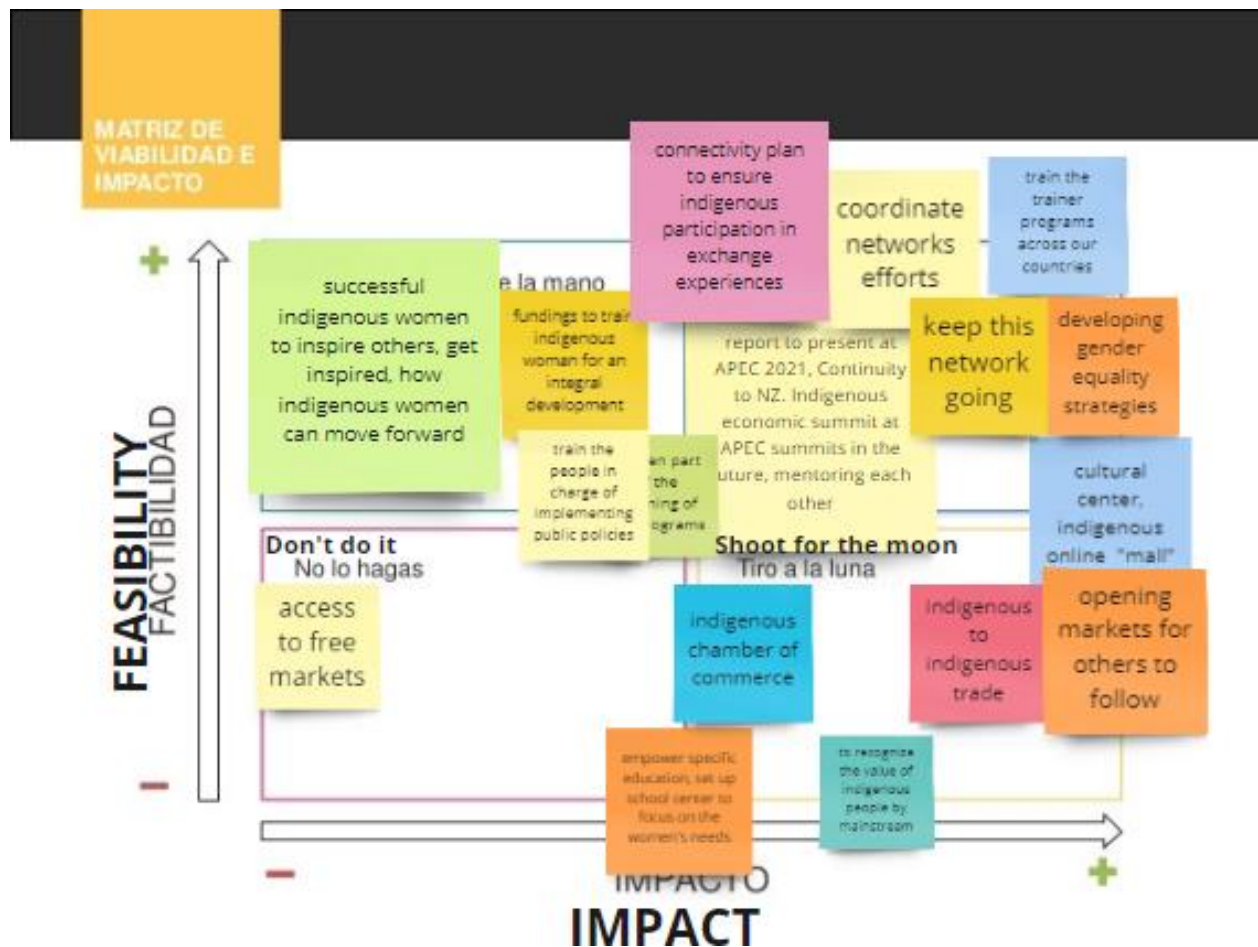 MATRIZ DE
VIABILIDAD E
IMPACTO
connectivity plan
to ensure
indigenous
participation in
exchange
experiences
coordinate
networks
efforts
train the
trainer
programs
across our
countries
successful
indigenous women
to inspire others, get
inspired, how
indigenous women
can move forward
la mano
fundings to train
indigenous
woman for an
integral
development
report to present at
APEC 2021, Continuity
to NZ. Indigenous
economic summit at
APEC summits in the
future, mentoring each
other
keep this
network
going
developing
gender
equality
strategies
train the
people in
charge of
implementing
public policies
part
the
of
cultural
center,
indigenous
online "mall"
FEASIBILITY
FACTIBILIDAD
Don't do it
No lo hagas
Shoot for the moon
Tiro a la luna
access
to free
markets
indigenous
chamber of
commerce
indigenous
to
indigenous
trade
opening
markets for
others to
follow
empower specific
education, set up
school center to
focus on the
women's needs
to recognize
the value of
indigenous
people by
mainstream
IMPACTO
IMPACT